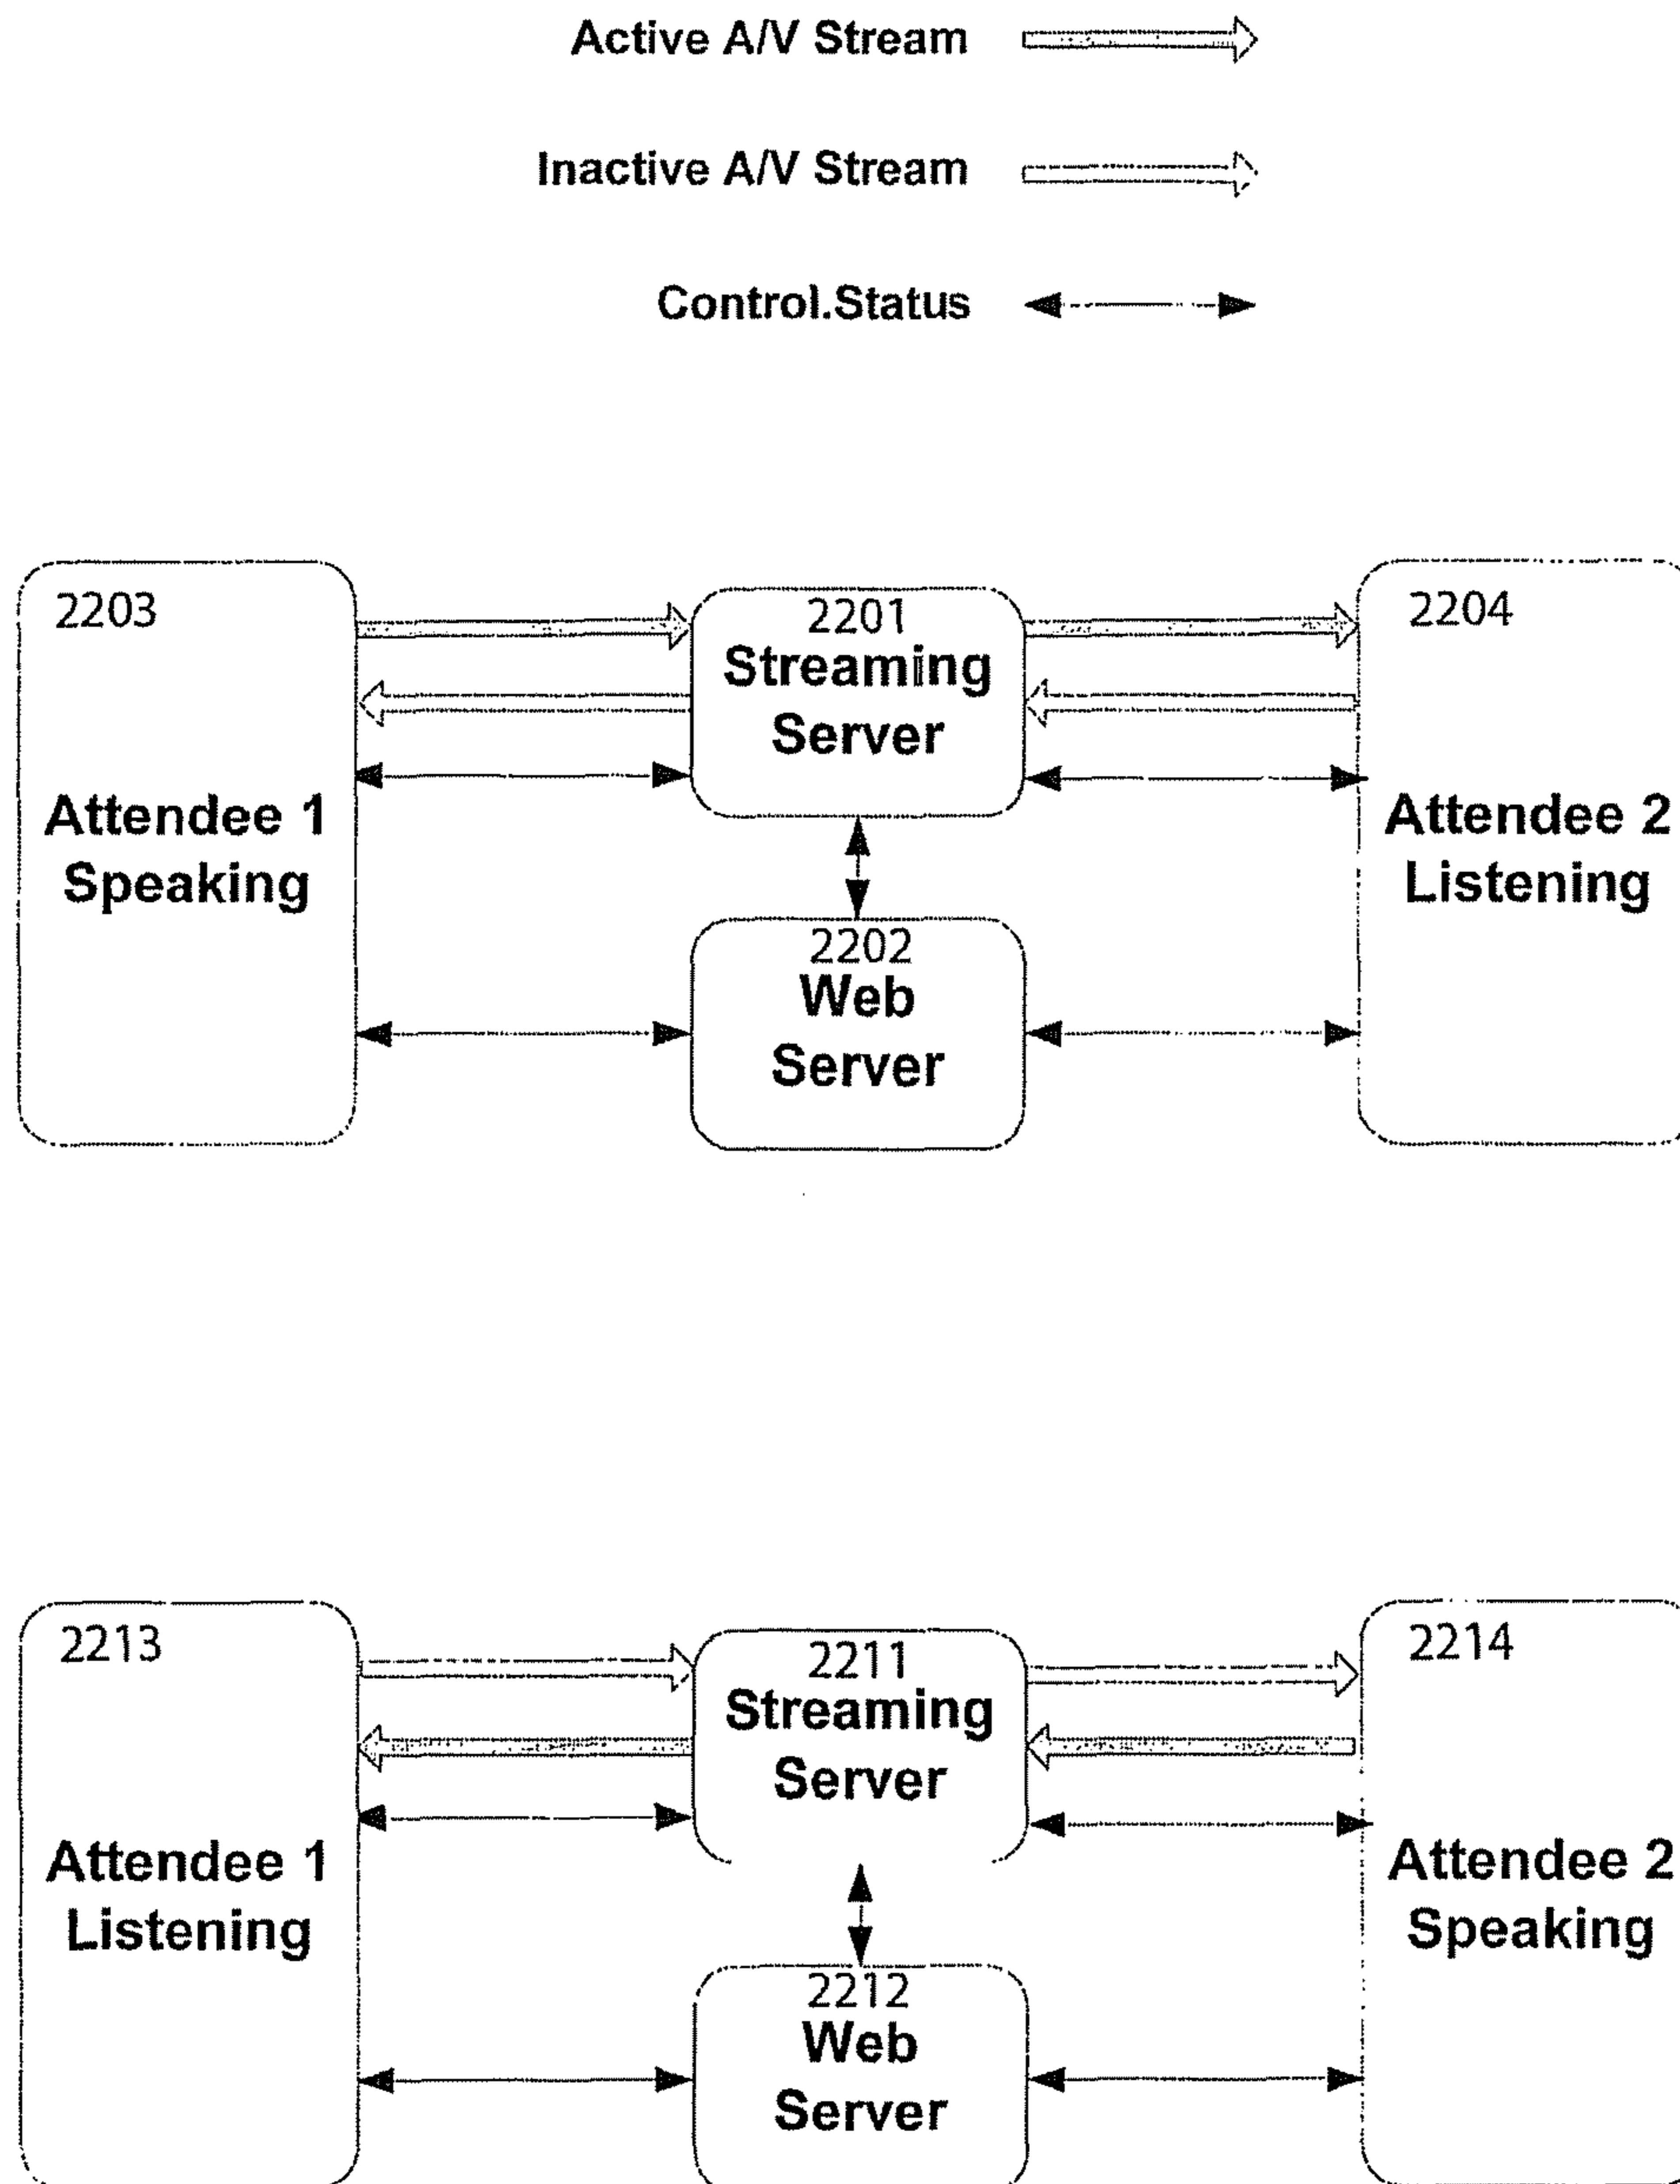 Active A/V Stream
Inactive A/V Stream
Control.Status
2203
Attendee 1
Speaking
2201
Streaming
Server
2204
Attendee 2
Listening
2202
Web
Server
2213
Attendee 1
Listening
2211
Streaming
Server
2214
Attendee 2
Speaking
2212
Web
Server